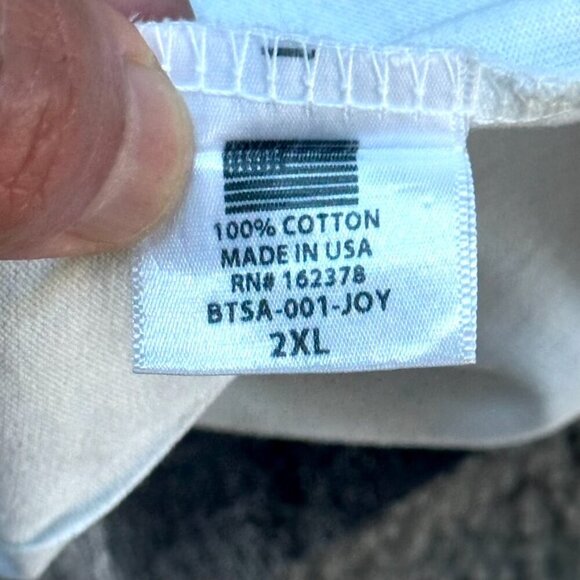 100% COTTON
MADE IN USA
RN# 162378
BTSA-001-JOY
2XL